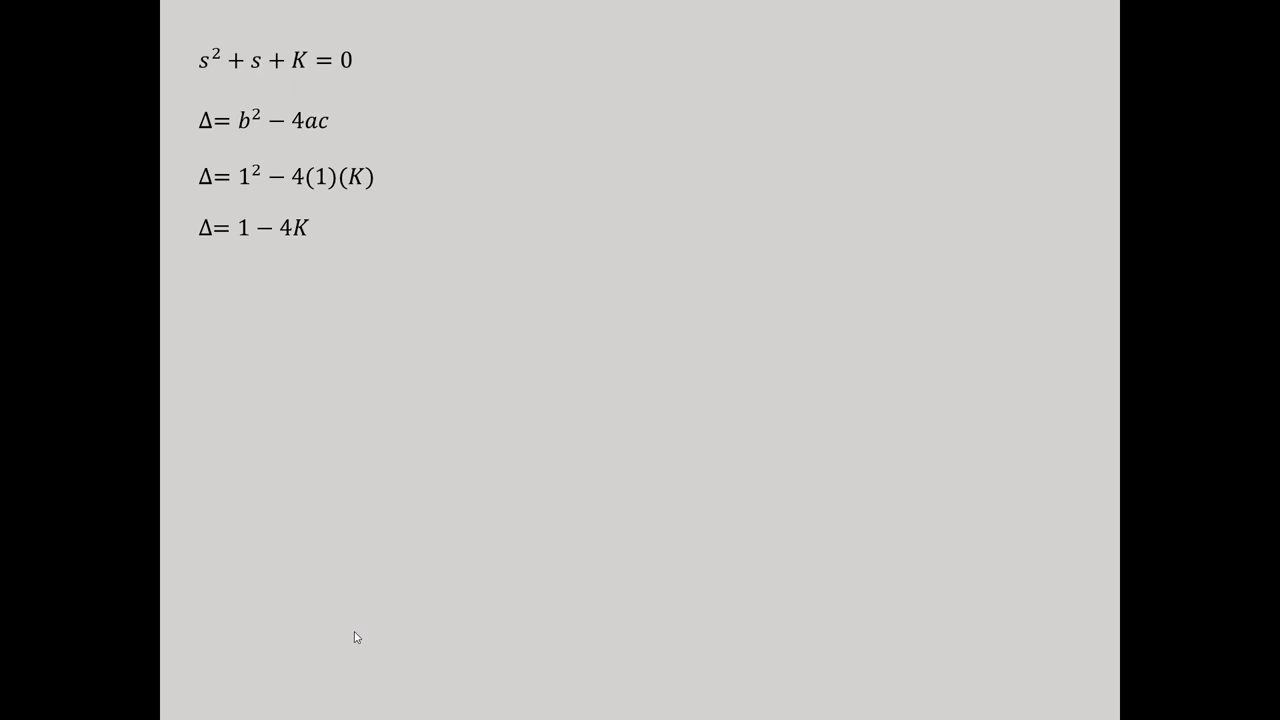 s² + s + K = 0
Δ= b² − 4ac
Δ= 1² − 4(1)(K)
Δ= 1 − 4K